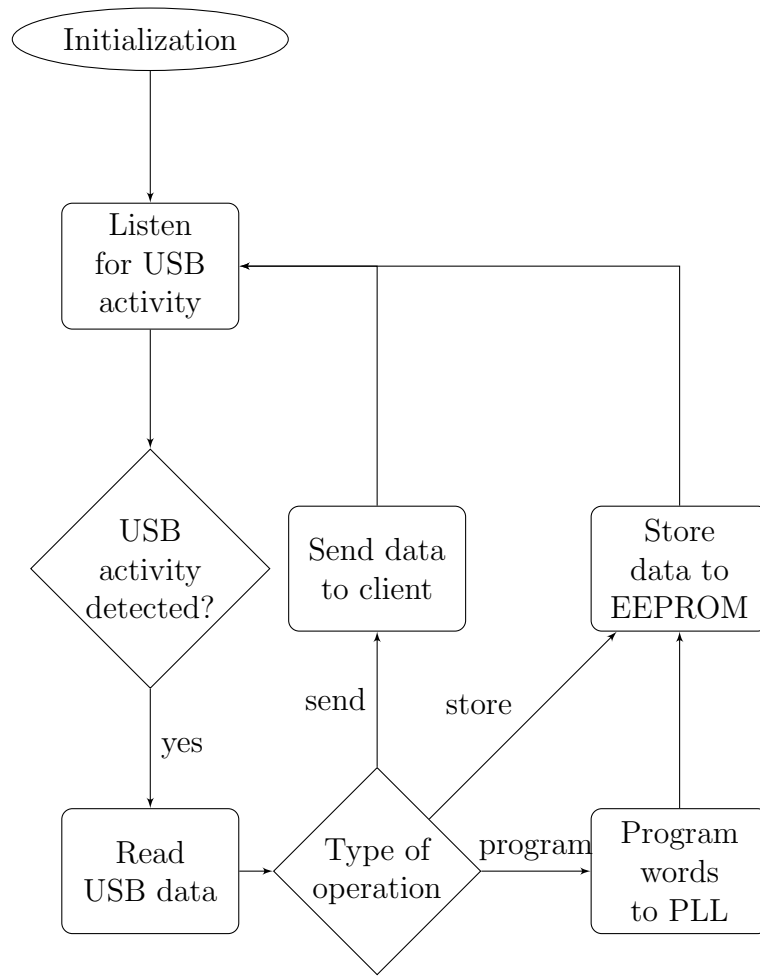 Initialization
Listen
for USB
activity
USB
activity
detected?
Send data
to client
Store
data to
EEPROM
send
store
yes
Read
USB data
Type of
operation
program
Program
words
to PLL